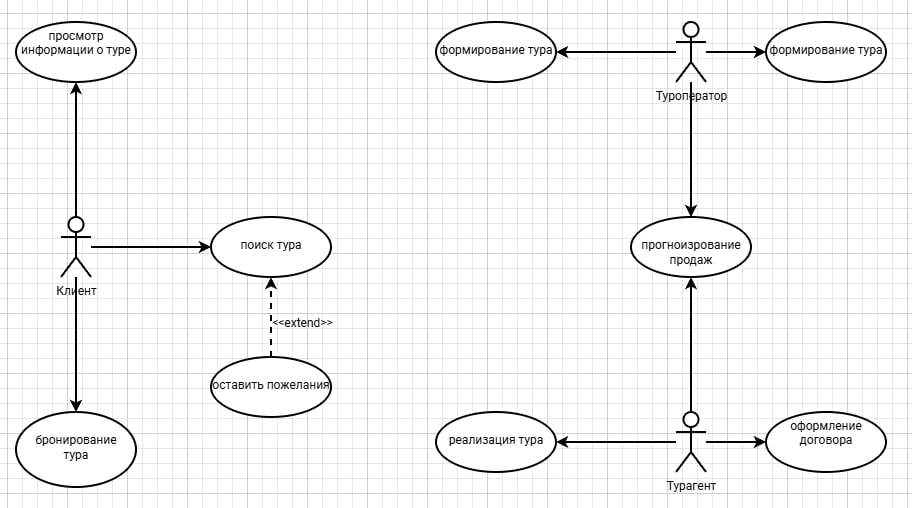 просмотр
информации о туре
формирование тура
формирование тура
Туроператор
поиск тура
прогноизрование
продаж
Клиент
<<extend>>
оставить пожелания
бронирование
тура
реализация тура
оформление
договора
Турагент